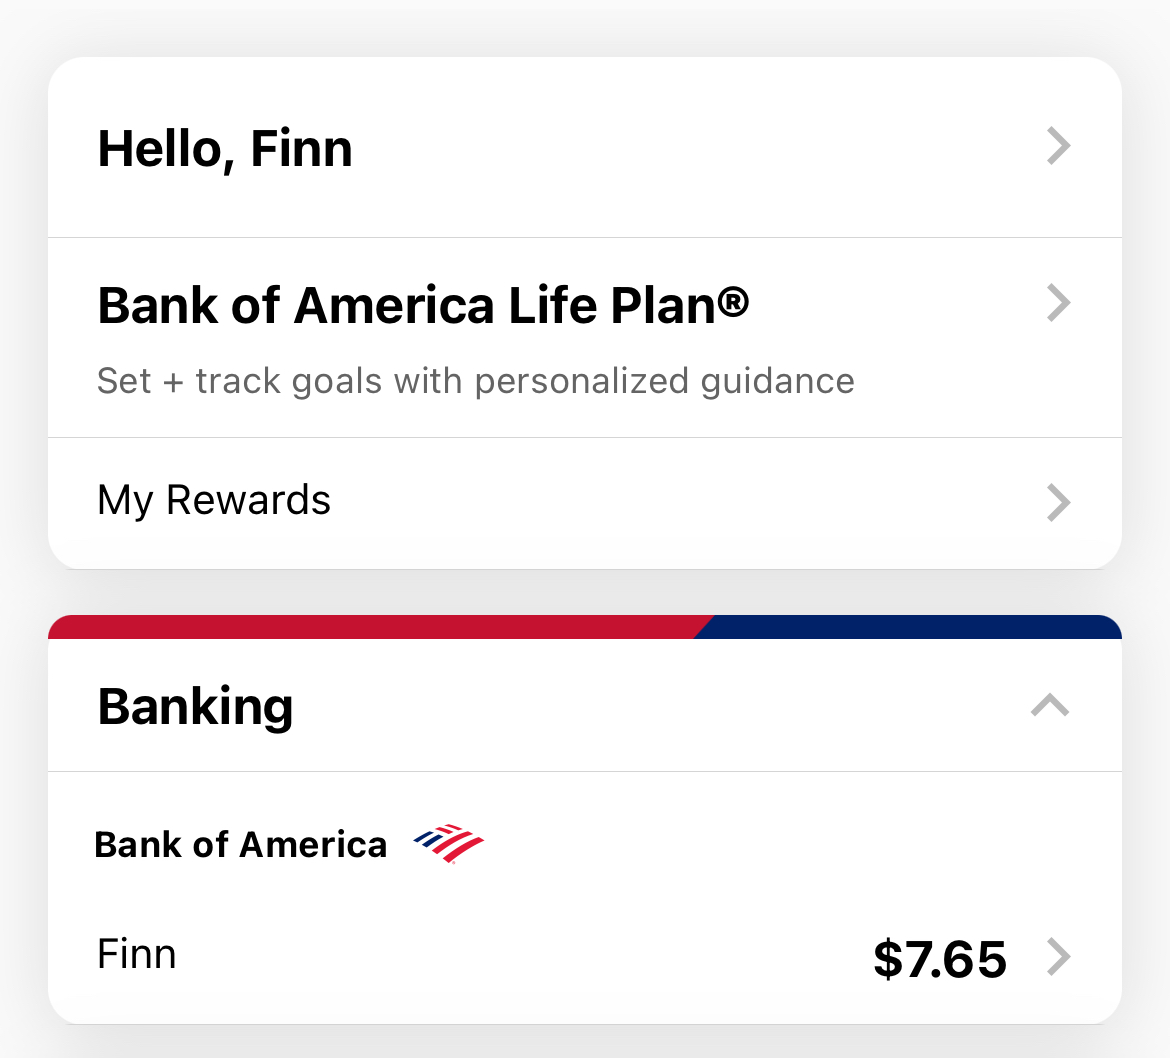 Hello, Finn
Bank of America Life Plan®
Set + track goals with personalized guidance
My Rewards
Banking
Bank of America
Finn $7.65